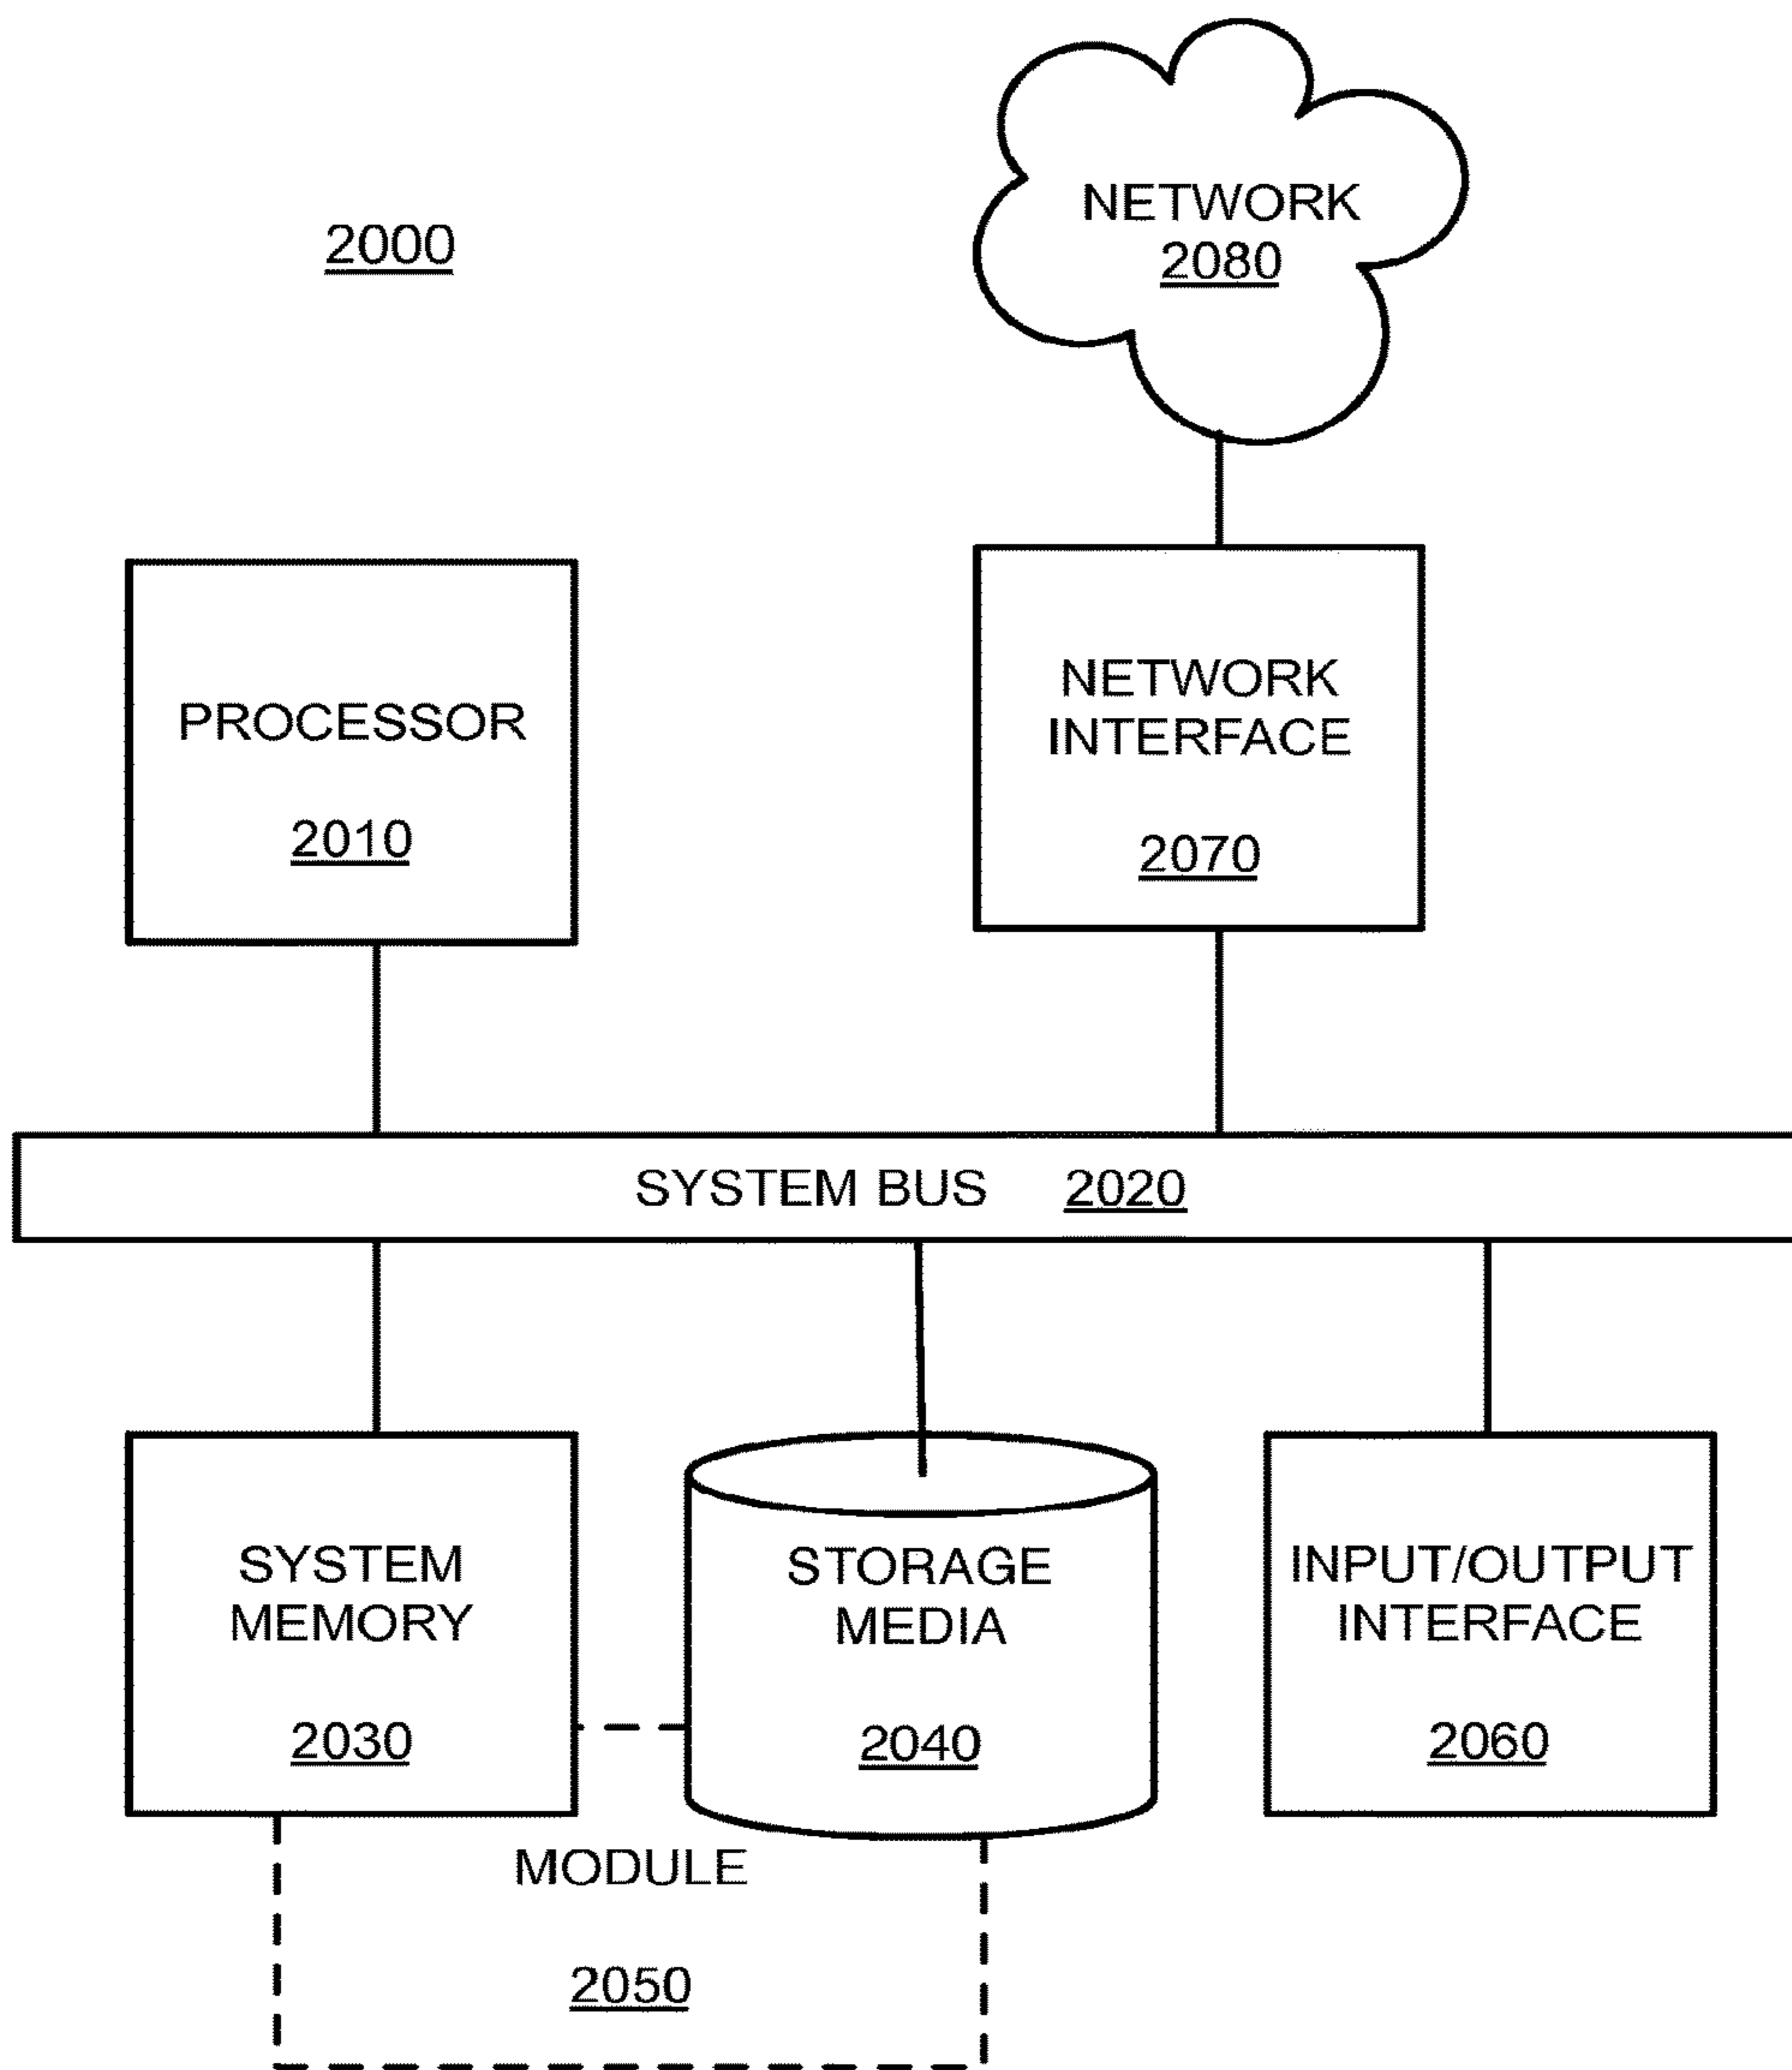 NETWORK
2080
2000
PROCESSOR
2010
NETWORK
INTERFACE
2070
SYSTEM BUS 2020
SYSTEM
MEMORY
2030
STORAGE
MEDIA
2040
INPUT/OUTPUT
INTERFACE
2060
MODULE
2050